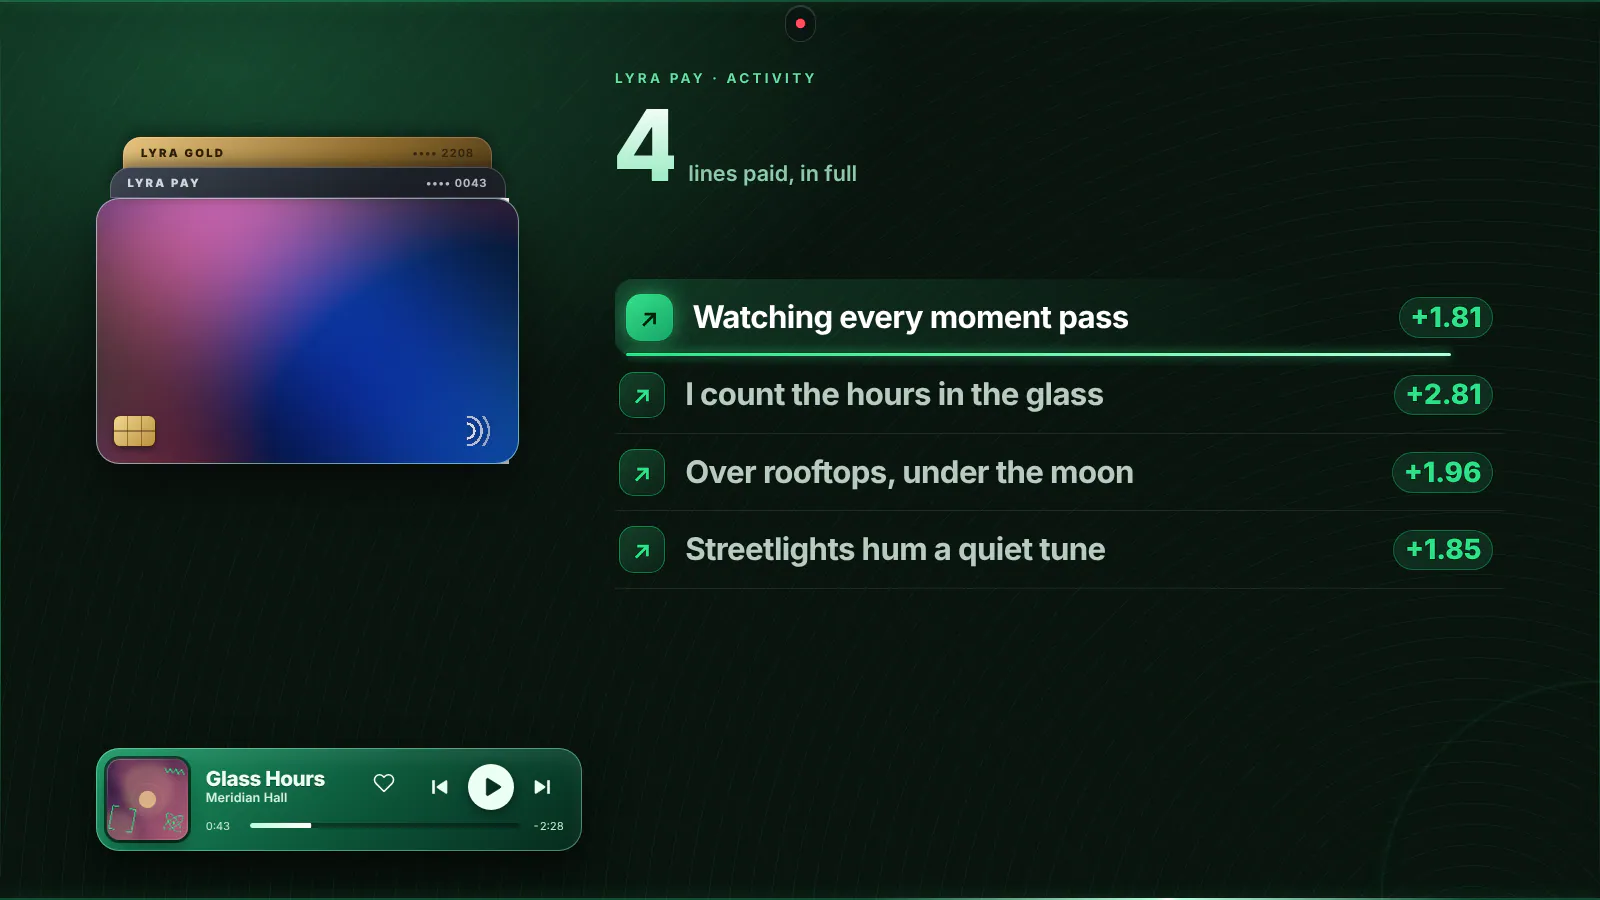 LYRA PAY · ACTIVITY
4 lines paid, in full
LYRA GOLD •••• 2208
LYRA PAY •••• 0043
Watching every moment pass +1.81
I count the hours in the glass +2.81
Over rooftops, under the moon +1.96
Streetlights hum a quiet tune +1.85
Glass Hours
Meridian Hall
0:43 -2:28